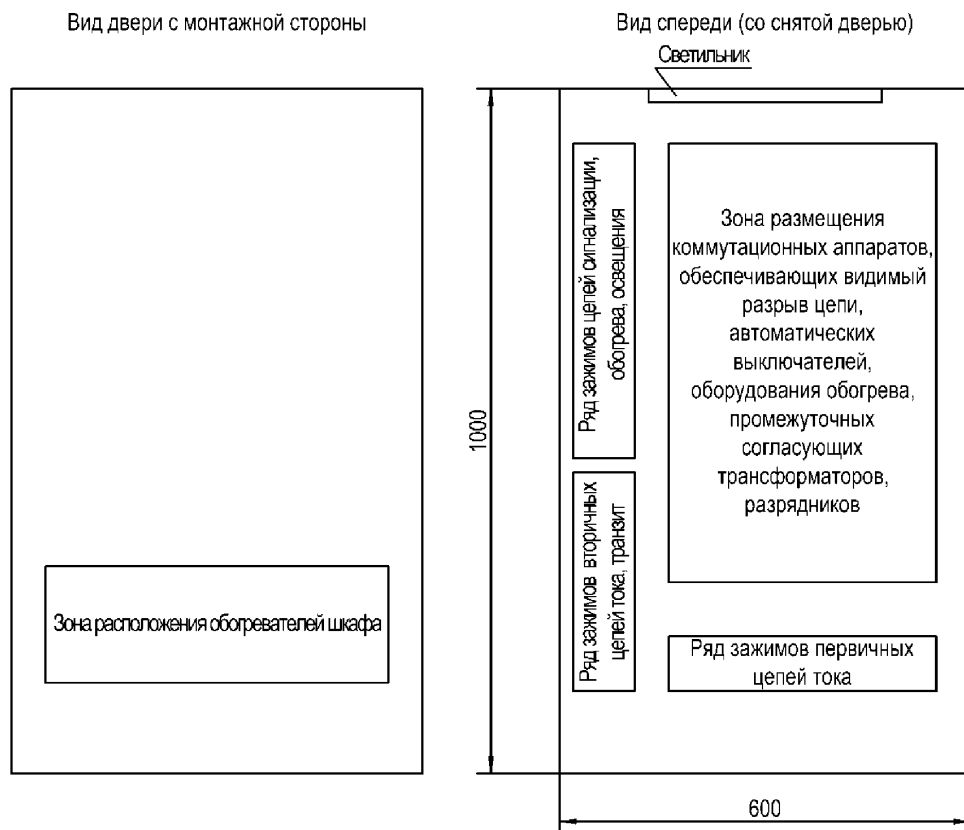 Вид двери с монтажной стороны
Зона расположения обогревателей шкафа
Вид спереди (со снятой дверью)
Светильник
1000
Ряд зажимов цепей сигнализации,
обогрева, освещения
Ряд зажимов вторичных
цепей тока, транзит
Зона размещения
коммутационных аппаратов,
обеспечивающих видимый
разрыв цепи,
автоматических
выключателей,
оборудования обогрева,
промежуточных
согласующих
трансформаторов,
разрядников
Ряд зажимов первичных
цепей тока
600